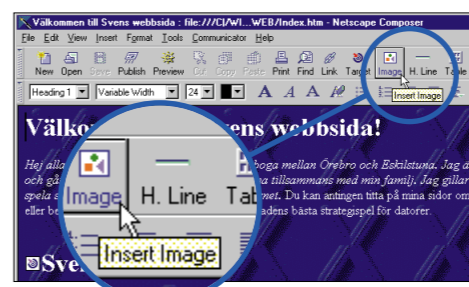 Välkommen till Svens webbsida : file:///C|/WI...WEB/Index.htm - Netscape Composer
File Edit View Insert Format Tools Communicator Help
New Open Save Publish Preview Cut Copy Paste Print Find Link Target Image H. Line Table
Heading 1 Variable Width 24 A A A
Insert Image
Välko ens webbsida!
Hej alla boga mellan Örebro och Eskilstuna. Jag
och gå a tillsammans med min familj. Jag gillar
spela net. Du kan antingen titta på mina sidor om
eller be adens bästa strategispel för datorer.
Sve
Image H. Line Tab
Insert Image